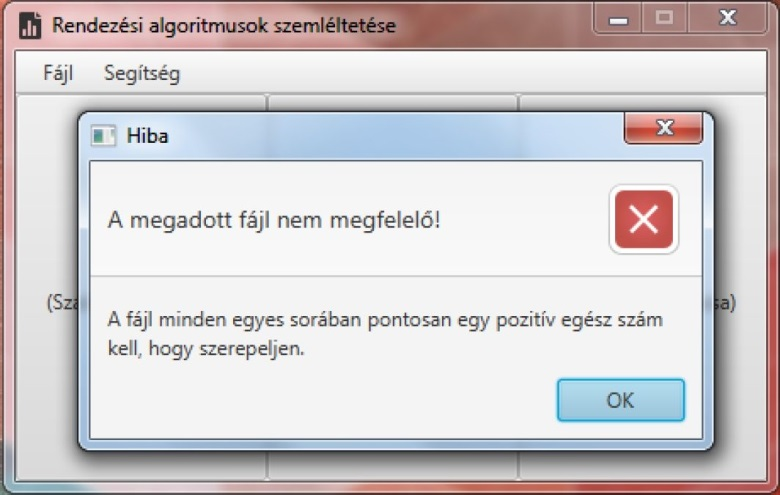 Rendezési algoritmusok szemléltetése
Fájl Segítség
Hiba
A megadott fájl nem megfelelő!
A fájl minden egyes sorában pontosan egy pozitív egész szám
kell, hogy szerepeljen.
OK